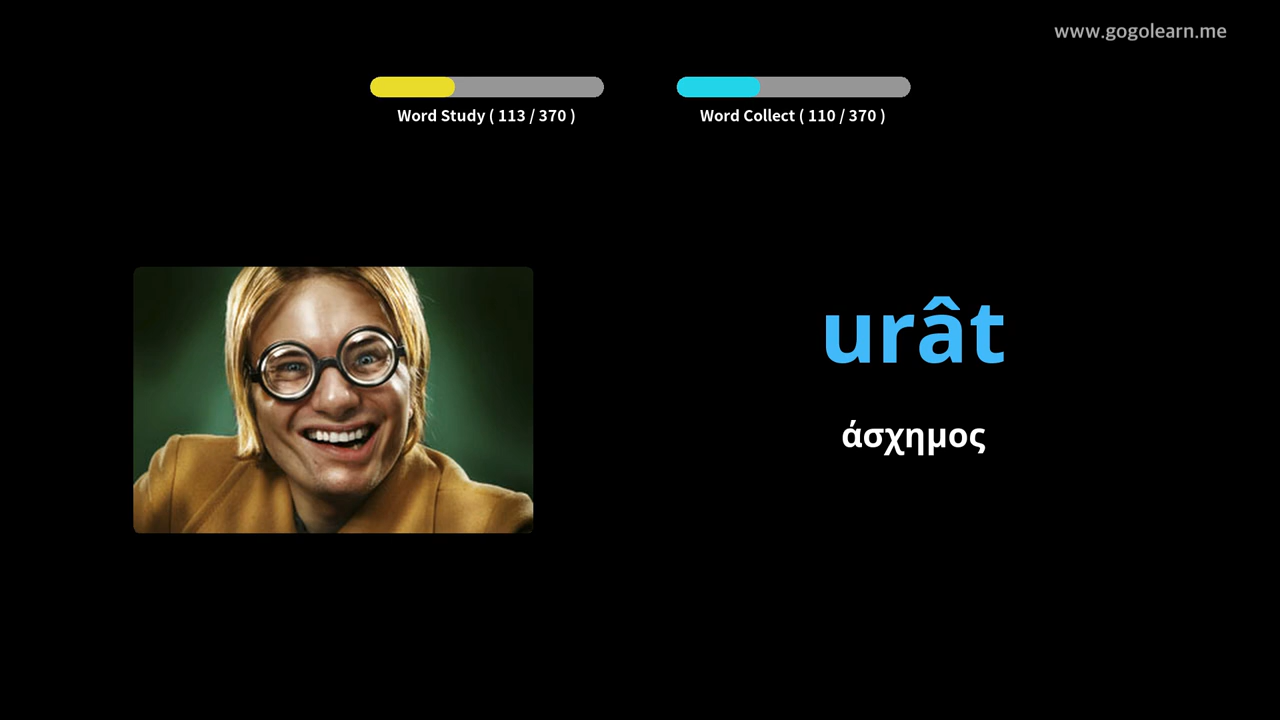 www.gogolearn.me
Word Study ( 113 / 370 )
Word Collect ( 110 / 370 )
urât
άσχημος